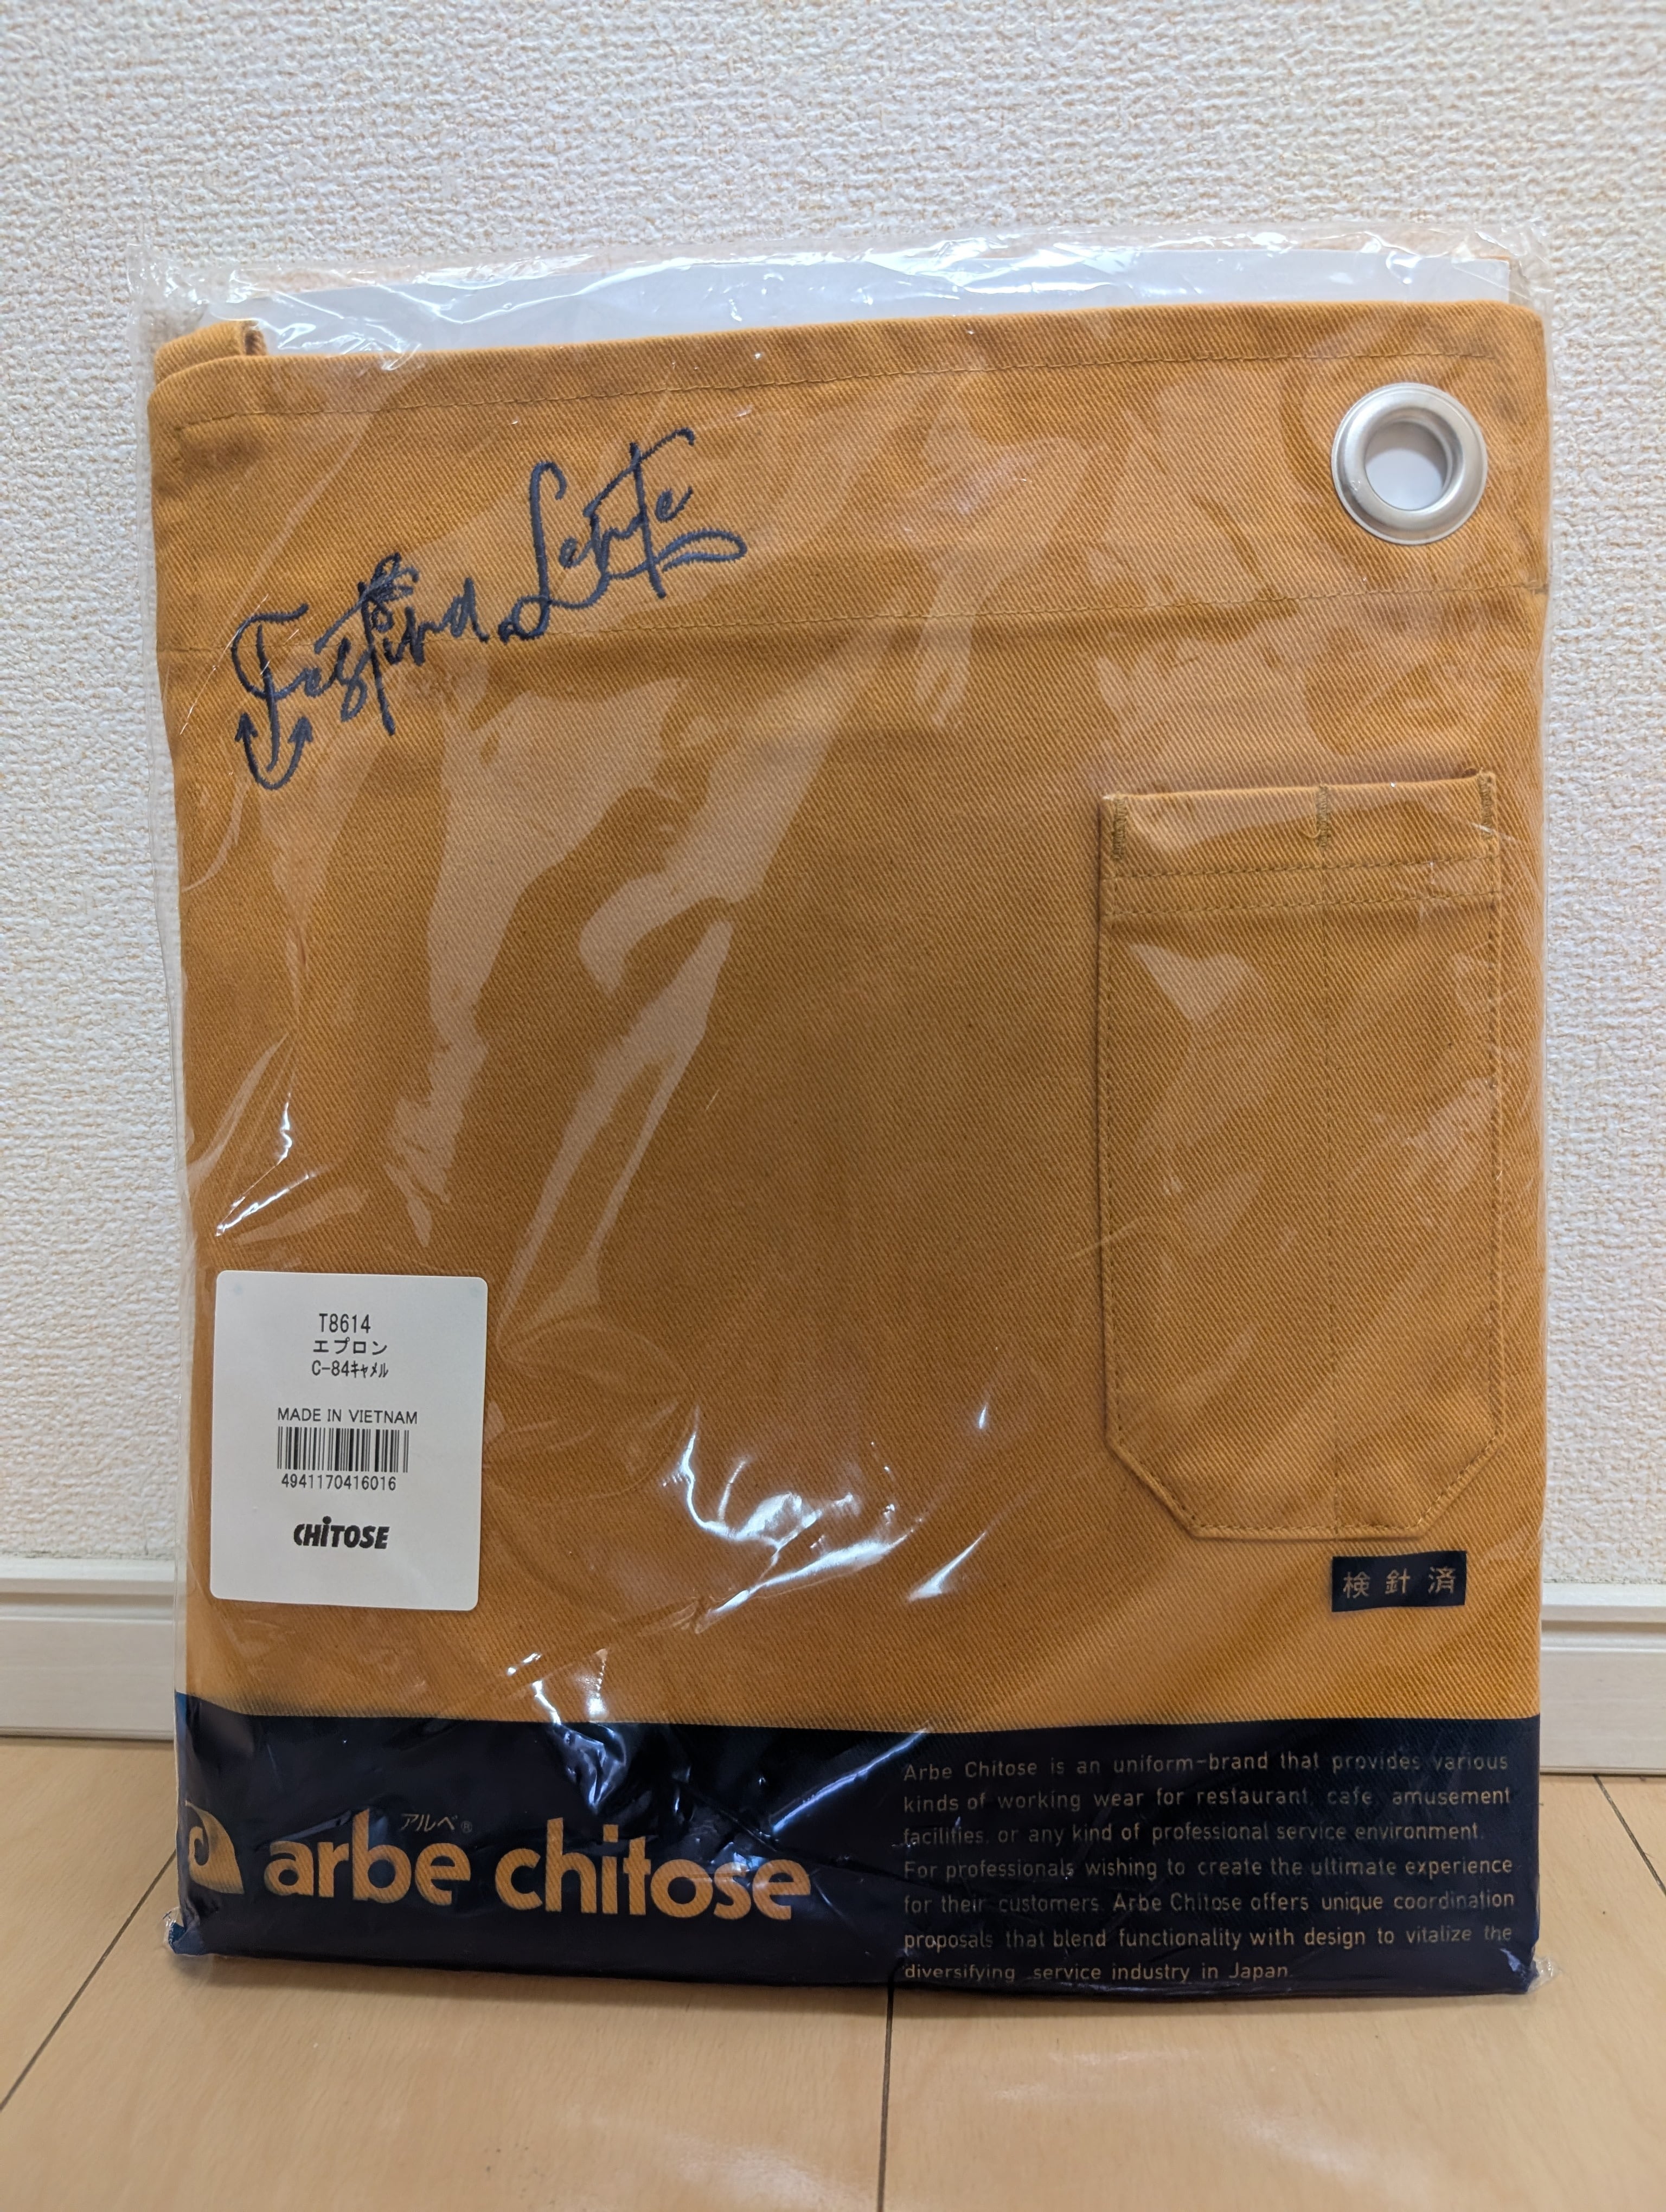 Festina Lente
T8614
エプロン
C-84ｷｬﾒﾙ
MADE IN VIETNAM
4941170416016
CHiTOSE
検針済
アルベ®
arbe chitose
Arbe Chitose is an uniform-brand that provides various
kinds of working wear for restaurant, cafe, amusement
facilities, or any kind of professional service environment.
For professionals wishing to create the ultimate experience
for their customers, Arbe Chitose offers unique coordination
proposals that blend functionality with design to vitalize the
diversifying service industry in Japan.